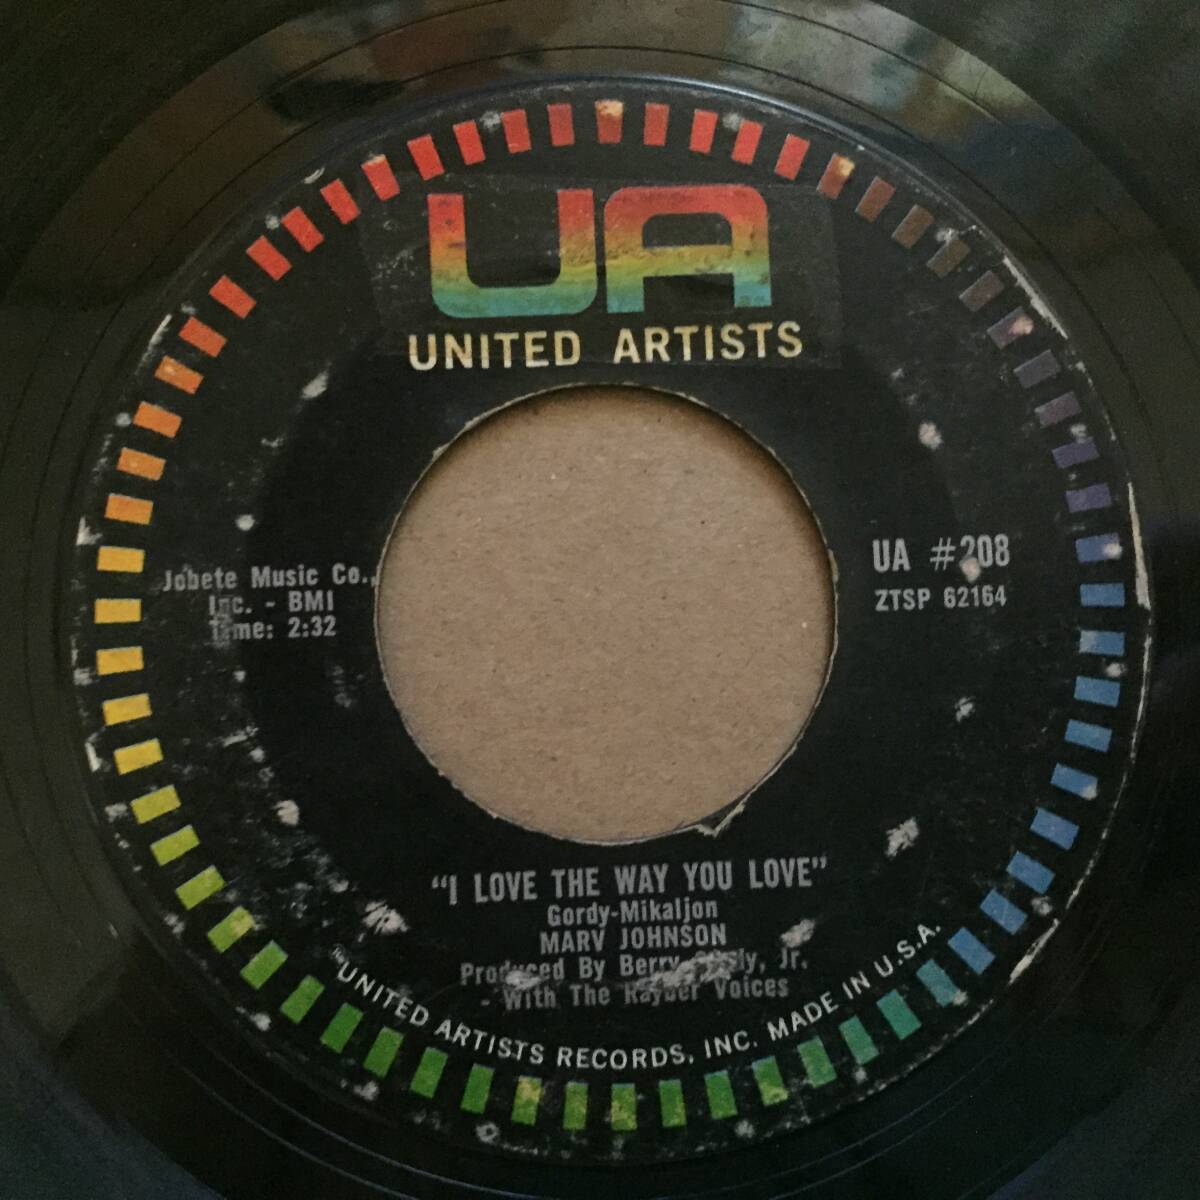 UA
UNITED ARTISTS
Jobete Music Co.,
Inc. - BMI
Time: 2:32
UA #208
ZTSP 62164
"I LOVE THE WAY YOU LOVE"
Gordy-Mikaljon
MARV JOHNSON
Produced By Berry Jr.
- With The Rayber Voices
UNITED ARTISTS RECORDS, INC. MADE IN U.S.A.